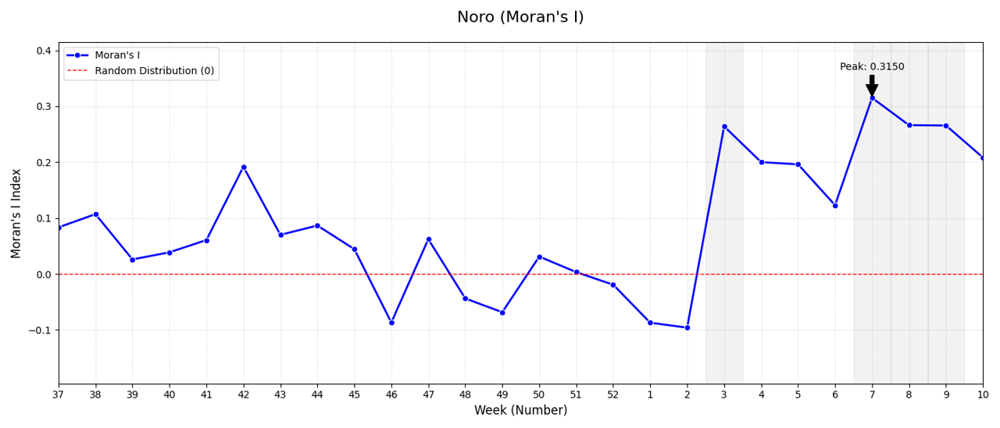 Noro (Moran's I)
Moran's I
Random Distribution (0)
Peak: 0.3150
Moran's I Index
0.4
0.3
0.2
0.1
0.0
−0.1
37 38 39 40 41 42 43 44 45 46 47 48 49 50 51 52 1 2 3 4 5 6 7 8 9 10
Week (Number)